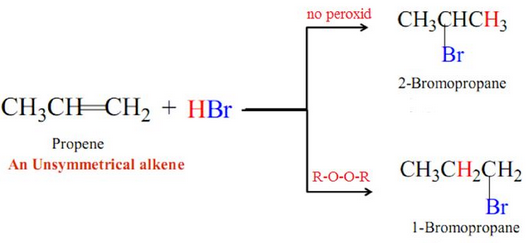 no peroxid
CH₃CHCH₃
Br
2-Bromopropane
CH₃CH=CH₂ + HBr
Propene
An Unsymmetrical alkene
R-O-O-R
CH₃CH₂CH₂
Br
1-Bromopropane